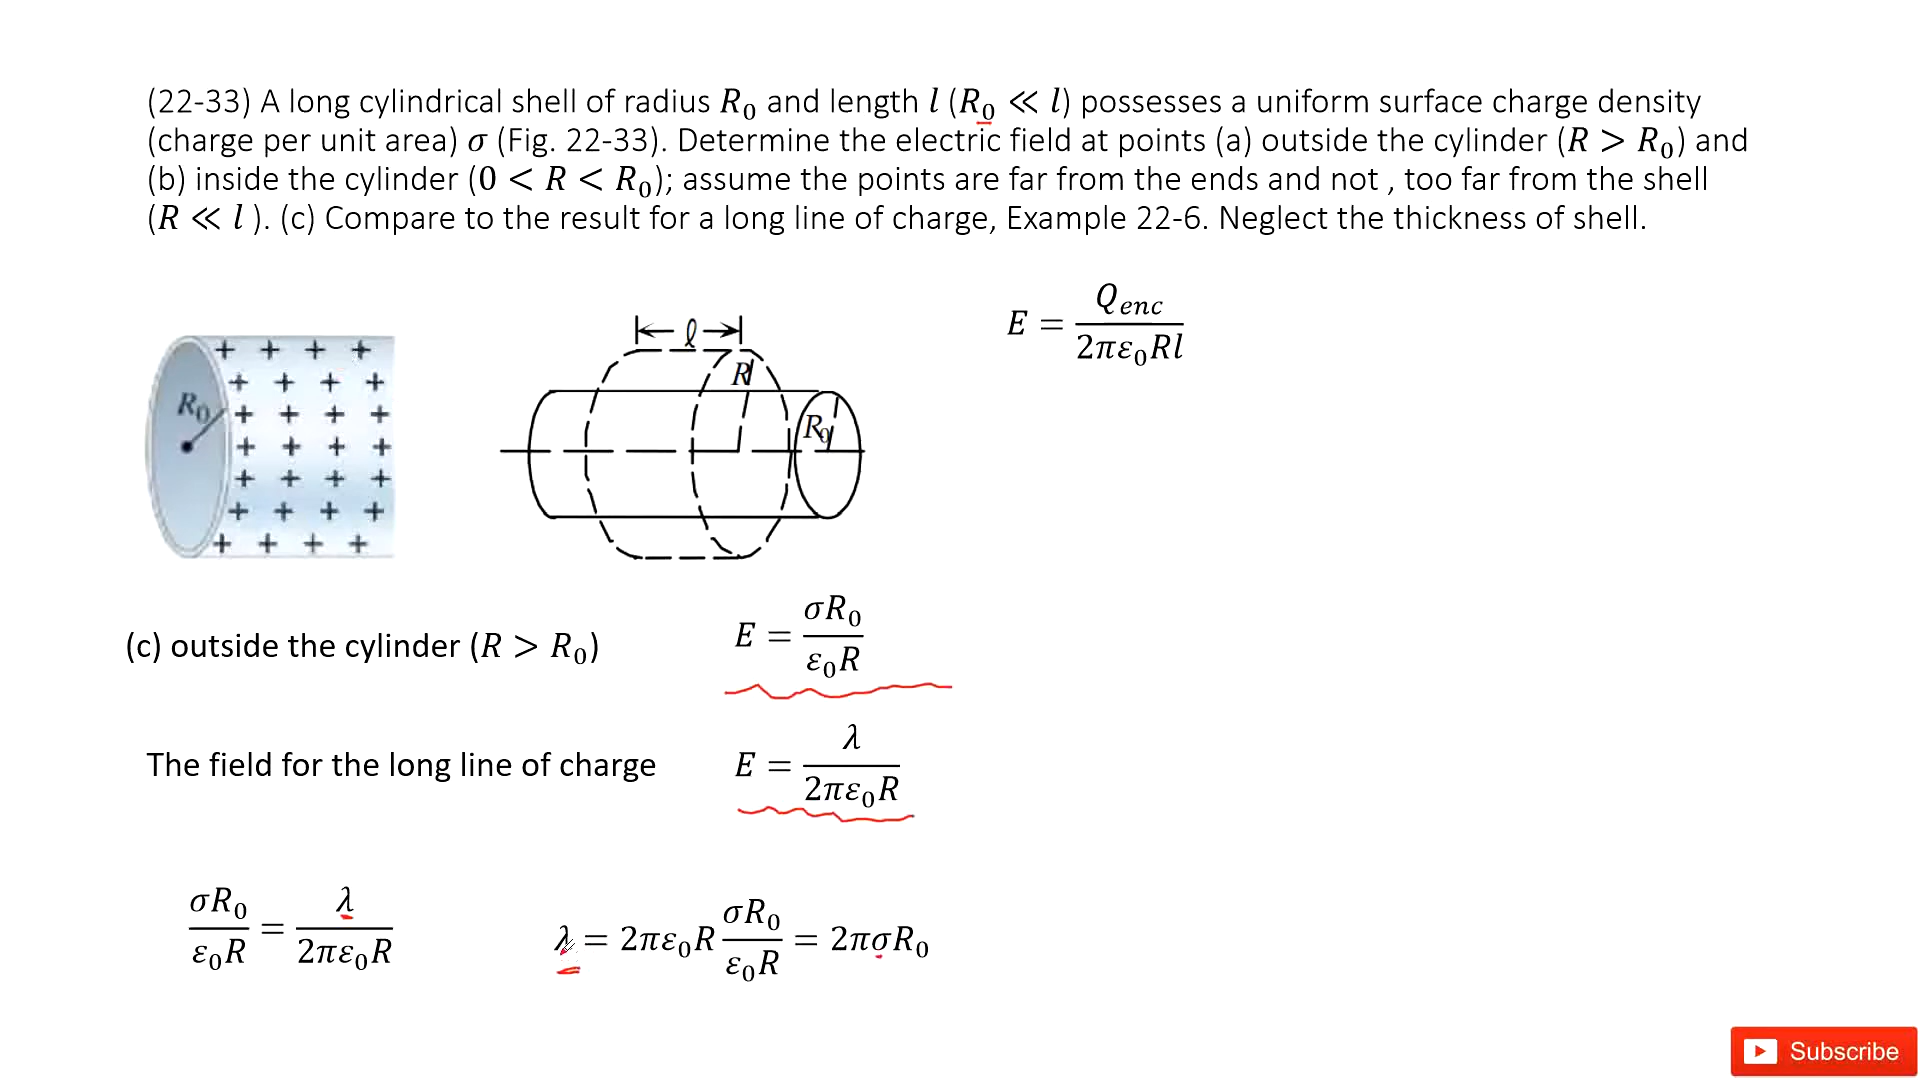 (22-33) A long cylindrical shell of radius R₀ and length l (R₀ ≪ l) possesses a uniform surface charge density
(charge per unit area) σ (Fig. 22-33). Determine the electric field at points (a) outside the cylinder (R > R₀) and
(b) inside the cylinder (0 < R < R₀); assume the points are far from the ends and not , too far from the shell
(R ≪ l ). (c) Compare to the result for a long line of charge, Example 22-6. Neglect the thickness of shell.
E = Q_enc / 2πε₀Rl
+ + + +
+ + + +
R₀ + + + +
+ + + +
+ + + +
+ + + +
+ + + +
ℓ
R
R₀
(c) outside the cylinder (R > R₀) E = σR₀ / ε₀R
The field for the long line of charge E = λ / 2πε₀R
σR₀ / ε₀R = λ / 2πε₀R λ = 2πε₀R σR₀ / ε₀R = 2πσR₀
Subscribe